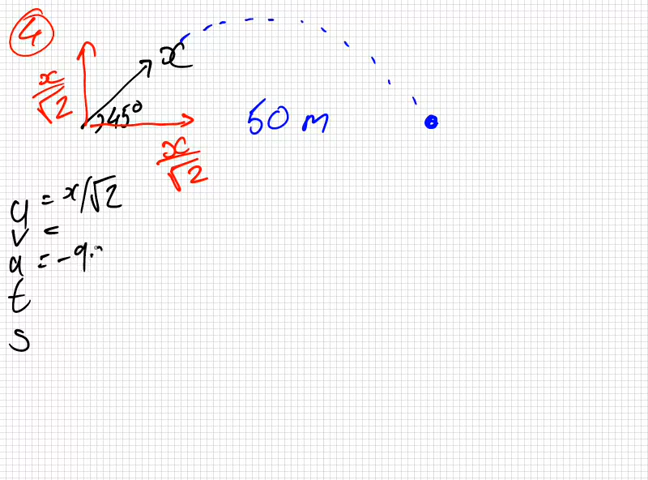 4
x
x/√2
45°
50 m
x/√2
u = x/√2
v =
a = -9.
t
s